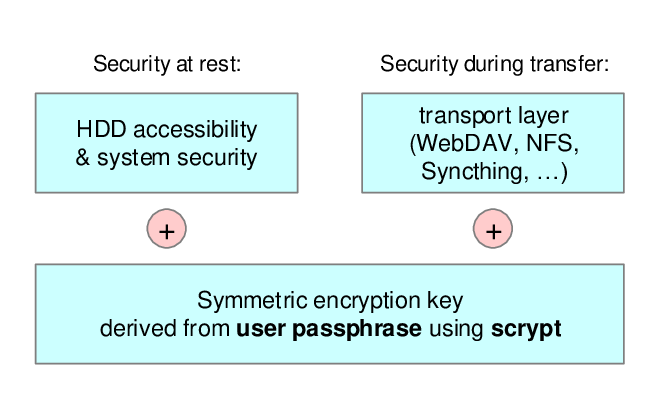 Security at rest:
Security during transfer:
HDD accessibility
& system security
transport layer
(WebDAV, NFS,
Syncthing, …)
+
+
Symmetric encryption key
derived from user passphrase using scrypt